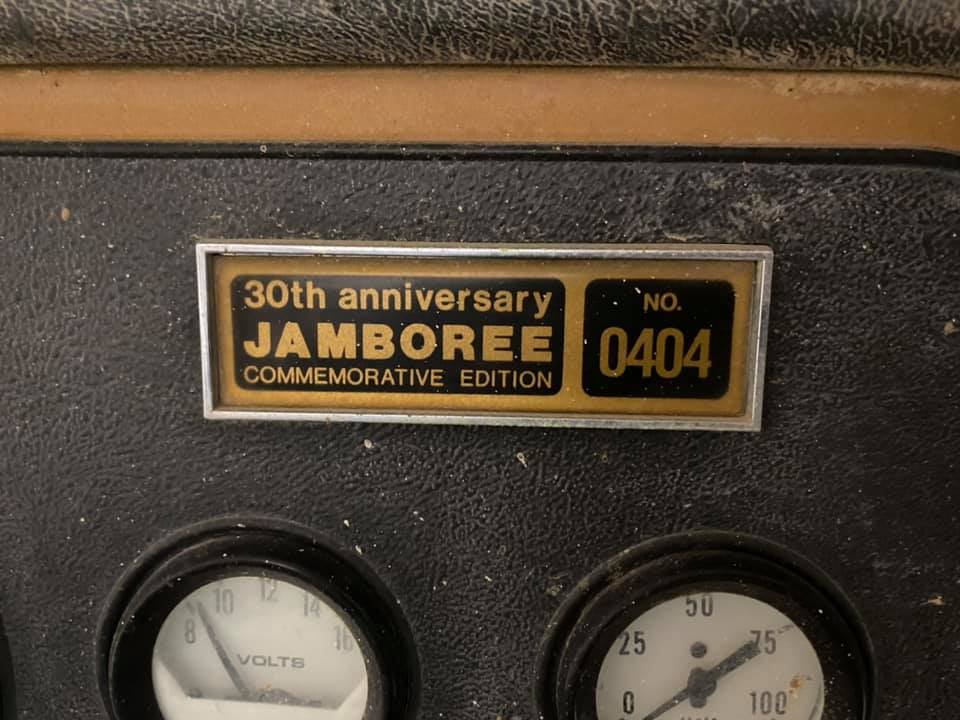 30th anniversary
JAMBOREE
COMMEMORATIVE EDITION
NO.
0404
8 10 12 14 16
VOLTS
0 25 50 75 100